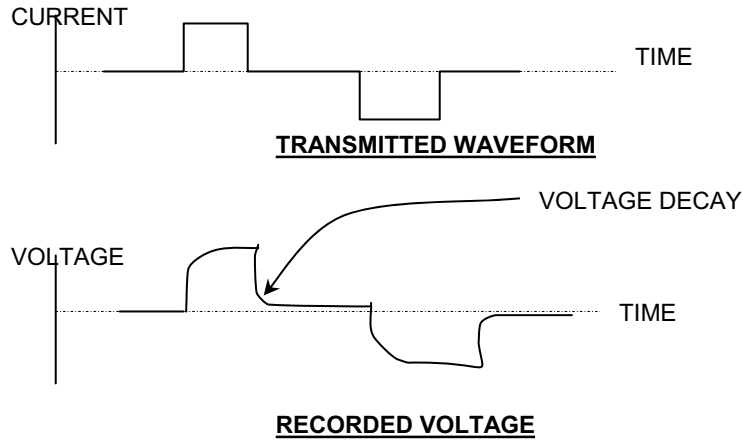 CURRENT
TIME
TRANSMITTED WAVEFORM
VOLTAGE DECAY
VOLTAGE
TIME
RECORDED VOLTAGE